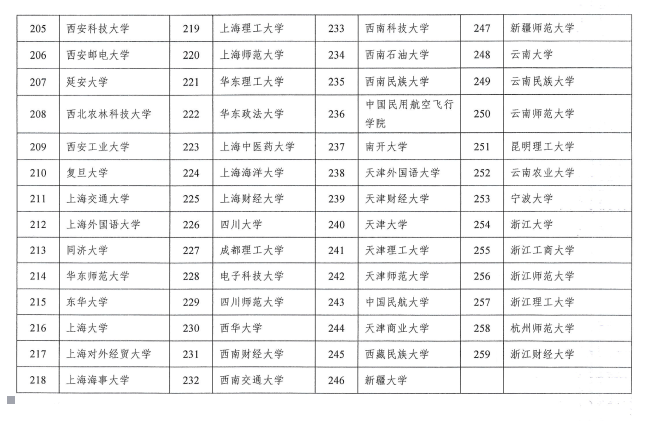 205 西安科技大学 219 上海理工大学 233 西南科技大学 247 新疆师范大学
206 西安邮电大学 220 上海师范大学 234 西南石油大学 248 云南大学
207 延安大学 221 华东理工大学 235 西南民族大学 249 云南民族大学
208 西北农林科技大学 222 华东政法大学 236 中国民用航空飞行
学院 250 云南师范大学
209 西安工业大学 223 上海中医药大学 237 南开大学 251 昆明理工大学
210 复旦大学 224 上海海洋大学 238 天津外国语大学 252 云南农业大学
211 上海交通大学 225 上海财经大学 239 天津财经大学 253 宁波大学
212 上海外国语大学 226 四川大学 240 天津大学 254 浙江大学
213 同济大学 227 成都理工大学 241 天津理工大学 255 浙江工商大学
214 华东师范大学 228 电子科技大学 242 天津师范大学 256 浙江师范大学
215 东华大学 229 四川师范大学 243 中国民航大学 257 浙江理工大学
216 上海大学 230 西华大学 244 天津商业大学 258 杭州师范大学
217 上海对外经贸大学 231 西南财经大学 245 西藏民族大学 259 浙江财经大学
218 上海海事大学 232 西南交通大学 246 新疆大学